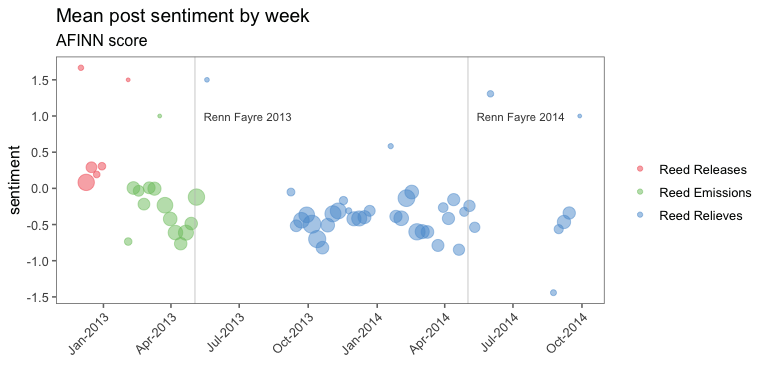 Mean post sentiment by week
AFINN score
sentiment
1.5
1.0
0.5
0.0
-0.5
-1.0
-1.5
Renn Fayre 2013
Renn Fayre 2014
Jan-2013
Apr-2013
Jul-2013
Oct-2013
Jan-2014
Apr-2014
Jul-2014
Oct-2014
Reed Releases
Reed Emissions
Reed Relieves